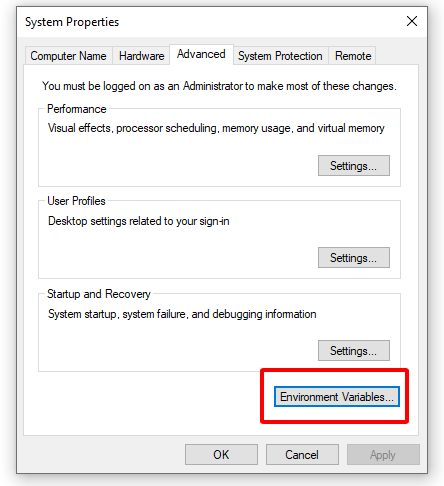 System Properties
Computer Name Hardware Advanced System Protection Remote
You must be logged on as an Administrator to make most of these changes.
Performance
Visual effects, processor scheduling, memory usage, and virtual memory
Settings...
User Profiles
Desktop settings related to your sign-in
Settings...
Startup and Recovery
System startup, system failure, and debugging information
Settings...
Environment Variables...
OK Cancel Apply